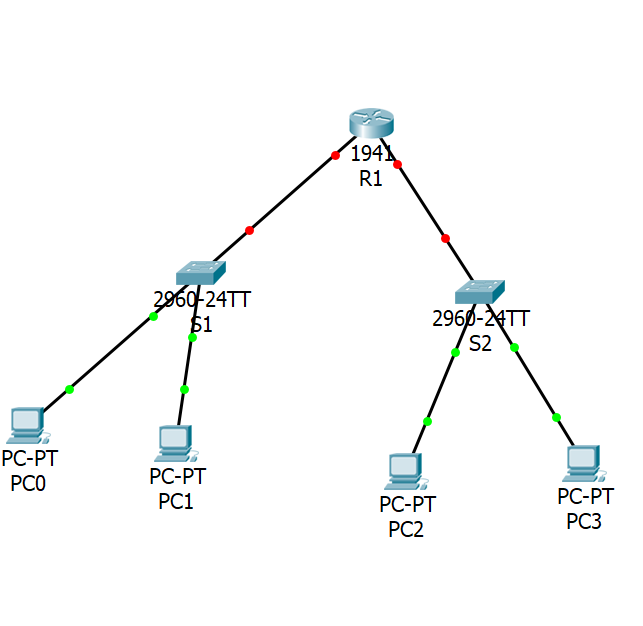 1941
R1
2960-24TT
S1
2960-24TT
S2
PC-PT
PC0
PC-PT
PC1
PC-PT
PC2
PC-PT
PC3